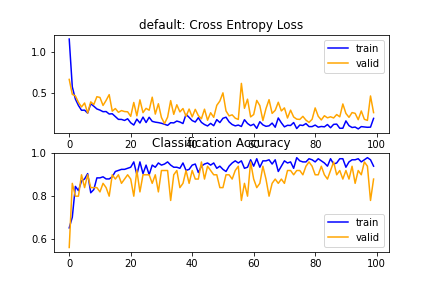 default: Cross Entropy Loss
1.0
0.5
train
valid
0 20 40 60 80 100
Classification Accuracy
1.0
0.8
0.6
train
valid
0 20 40 60 80 100